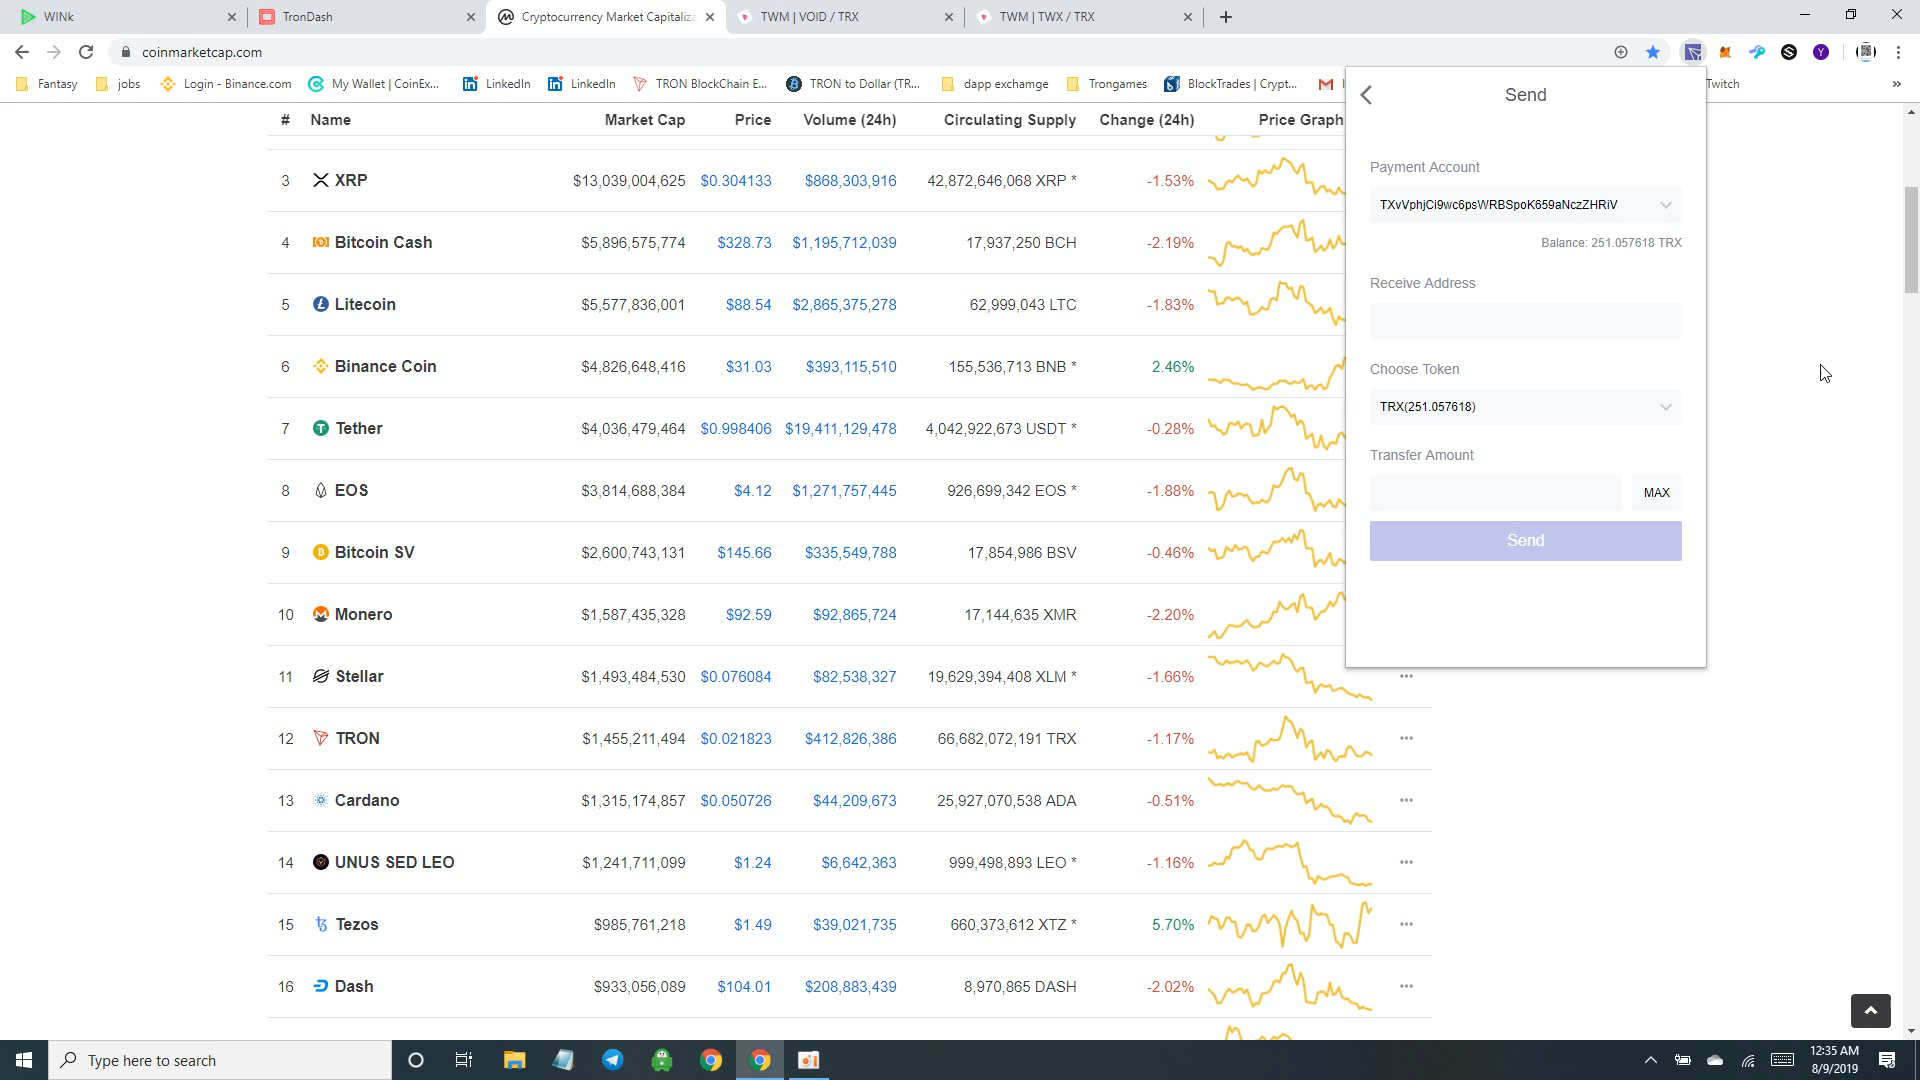 WINk
TronDash
Cryptocurrency Market Capitaliza
TWM | VOID / TRX
TWM | TWX / TRX
coinmarketcap.com
Fantasy
jobs
Login - Binance.com
My Wallet | CoinEx...
LinkedIn
LinkedIn
TRON BlockChain E...
TRON to Dollar (TR...
dapp exchamge
Trongames
BlockTrades | Crypt...
Twitch
# Name Market Cap Price Volume (24h) Circulating Supply Change (24h) Price Graph
3 XRP $13,039,004,625 $0.304133 $868,303,916 42,872,646,068 XRP * -1.53%
4 Bitcoin Cash $5,896,575,774 $328.73 $1,195,712,039 17,937,250 BCH -2.19%
5 Litecoin $5,577,836,001 $88.54 $2,865,375,278 62,999,043 LTC -1.83%
6 Binance Coin $4,826,648,416 $31.03 $393,115,510 155,536,713 BNB * 2.46%
7 Tether $4,036,479,464 $0.998406 $19,411,129,478 4,042,922,673 USDT * -0.28%
8 EOS $3,814,688,384 $4.12 $1,271,757,445 926,699,342 EOS * -1.88%
9 Bitcoin SV $2,600,743,131 $145.66 $335,549,788 17,854,986 BSV -0.46%
10 Monero $1,587,435,328 $92.59 $92,865,724 17,144,635 XMR -2.20%
11 Stellar $1,493,484,530 $0.076084 $82,538,327 19,629,394,408 XLM * -1.66%
12 TRON $1,455,211,494 $0.021823 $412,826,386 66,682,072,191 TRX -1.17%
13 Cardano $1,315,174,857 $0.050726 $44,209,673 25,927,070,538 ADA -0.51%
14 UNUS SED LEO $1,241,711,099 $1.24 $6,642,363 999,498,893 LEO * -1.16%
15 Tezos $985,761,218 $1.49 $39,021,735 660,373,612 XTZ * 5.70%
16 Dash $933,056,089 $104.01 $208,883,439 8,970,865 DASH -2.02%
Send
Payment Account
TXvVphjCi9wc6psWRBSpoK659aNczZHRiV
Balance: 251.057618 TRX
Receive Address
Choose Token
TRX(251.057618)
Transfer Amount
MAX
Send
Type here to search
12:35 AM
8/9/2019